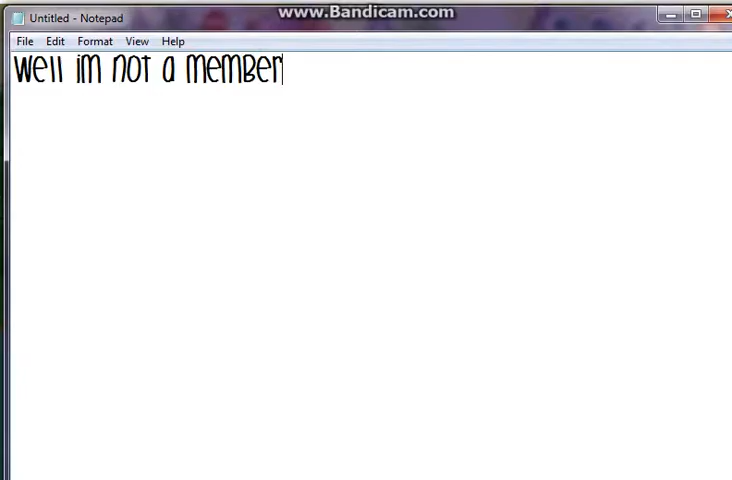 www.Bandicam.com
Untitled - Notepad
File Edit Format View Help
well im not a member